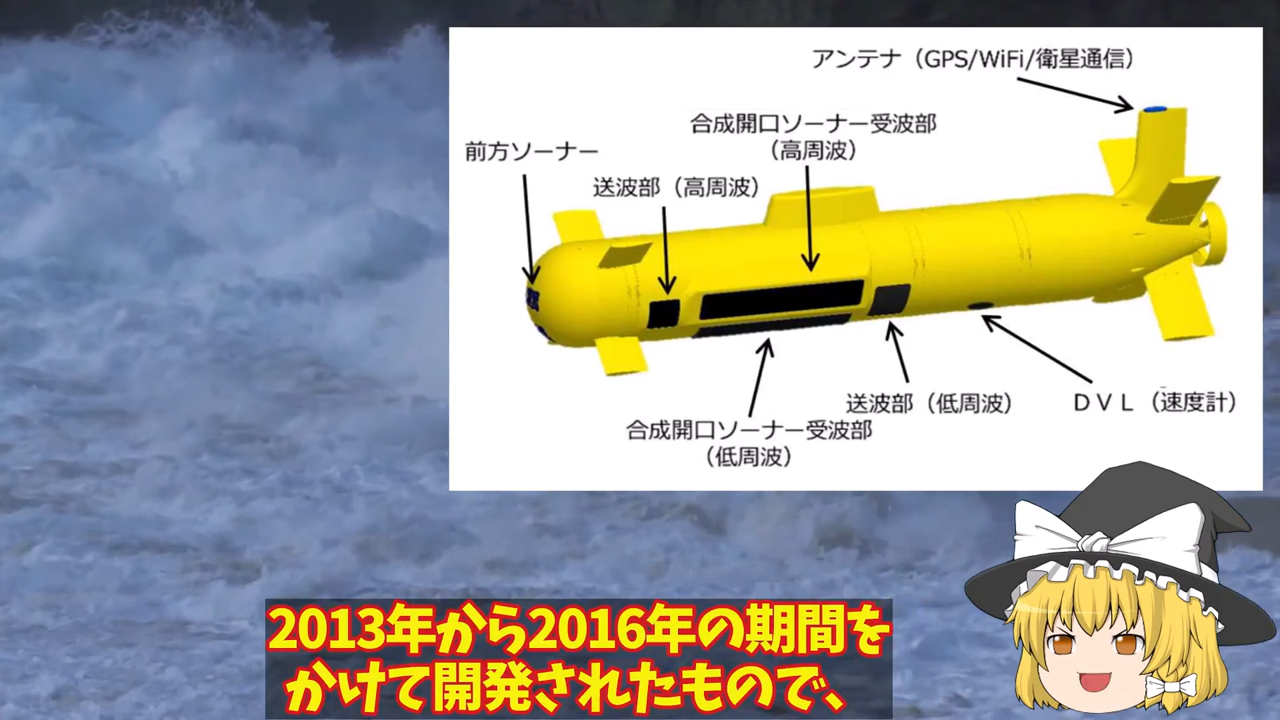 アンテナ（GPS/WiFi/衛星通信）
合成開口ソーナー受波部
（高周波）
前方ソーナー
送波部（高周波）
送波部（低周波）
ＤＶＬ（速度計）
合成開口ソーナー受波部
（低周波）
2013年から2016年の期間を
かけて開発されたもので、